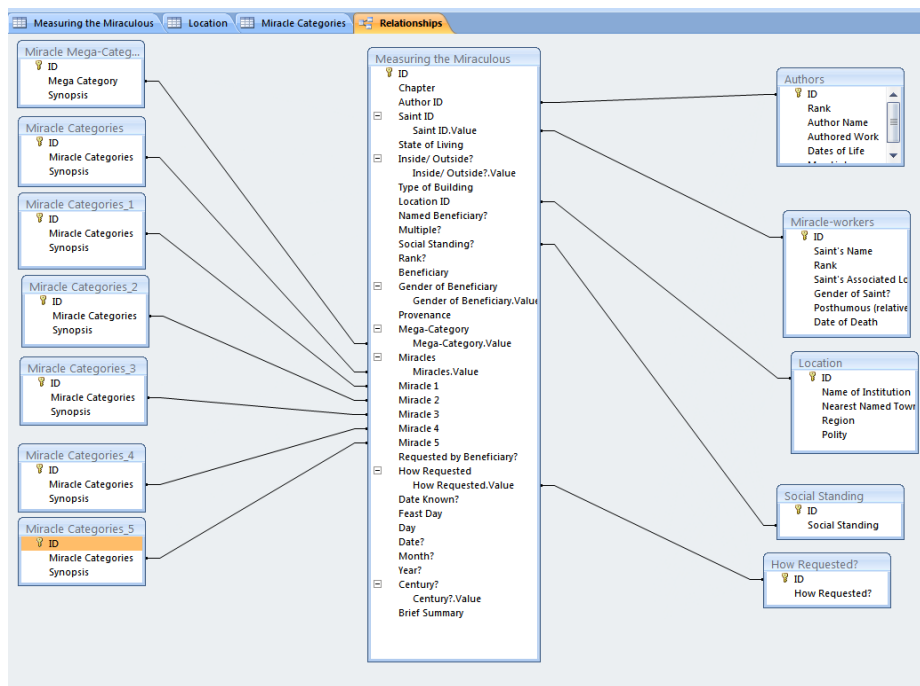 Measuring the Miraculous
Location
Miracle Categories
Relationships
Miracle Mega-Categ...
ID
Mega Category
Synopsis
Miracle Categories
ID
Miracle Categories
Synopsis
Miracle Categories_1
ID
Miracle Categories
Synopsis
Miracle Categories_2
ID
Miracle Categories
Synopsis
Miracle Categories_3
ID
Miracle Categories
Synopsis
Miracle Categories_4
ID
Miracle Categories
Synopsis
Miracle Categories_5
ID
Miracle Categories
Synopsis
Measuring the Miraculous
ID
Chapter
Author ID
Saint ID
Saint ID.Value
State of Living
Inside/ Outside?
Inside/ Outside?.Value
Type of Building
Location ID
Named Beneficiary?
Multiple?
Social Standing?
Rank?
Beneficiary
Gender of Beneficiary
Gender of Beneficiary.Value
Provenance
Mega-Category
Mega-Category.Value
Miracles
Miracles.Value
Miracle 1
Miracle 2
Miracle 3
Miracle 4
Miracle 5
Requested by Beneficiary?
How Requested
How Requested.Value
Date Known?
Feast Day
Day
Date?
Month?
Year?
Century?
Century?.Value
Brief Summary
Authors
ID
Rank
Author Name
Authored Work
Dates of Life
Miracle-workers
ID
Saint's Name
Rank
Saint's Associated Lo
Gender of Saint?
Posthumous (relative
Date of Death
Location
ID
Name of Institution
Nearest Named Town
Region
Polity
Social Standing
ID
Social Standing
How Requested?
ID
How Requested?